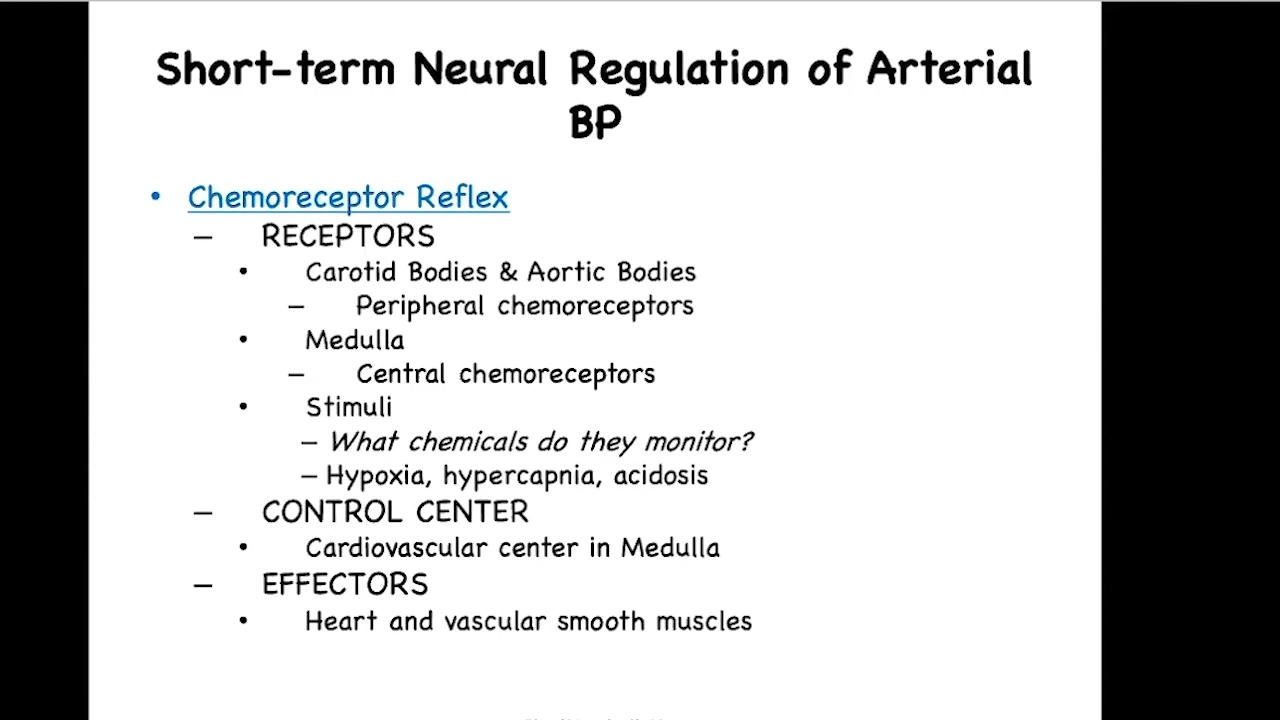 Short-term Neural Regulation of Arterial
BP
• Chemoreceptor Reflex
– RECEPTORS
• Carotid Bodies & Aortic Bodies
– Peripheral chemoreceptors
• Medulla
– Central chemoreceptors
• Stimuli
– What chemicals do they monitor?
– Hypoxia, hypercapnia, acidosis
– CONTROL CENTER
• Cardiovascular center in Medulla
– EFFECTORS
• Heart and vascular smooth muscles